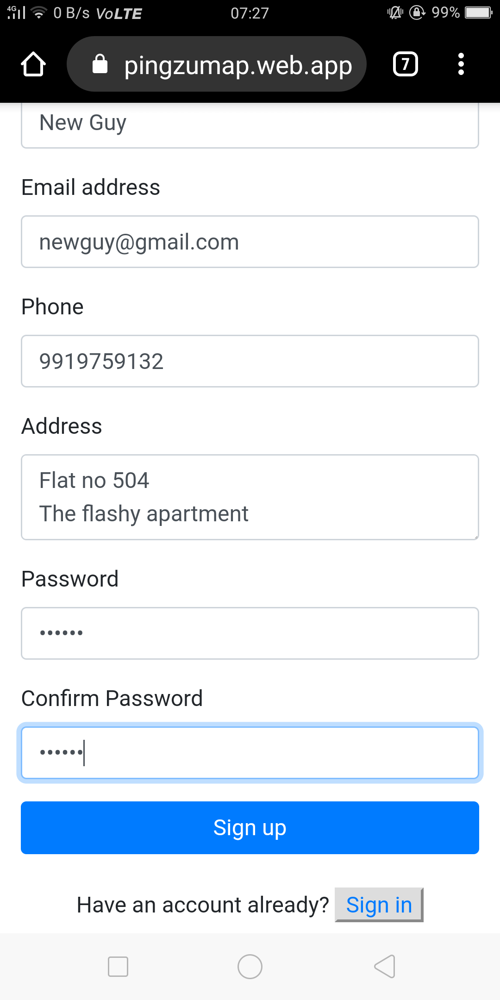 4G 0 B/s VoLTE 07:27 99%
pingzumap.web.app 7
New Guy
Email address
newguy@gmail.com
Phone
9919759132
Address
Flat no 504
The flashy apartment
Password
••••••
Confirm Password
••••••
Sign up
Have an account already? Sign in